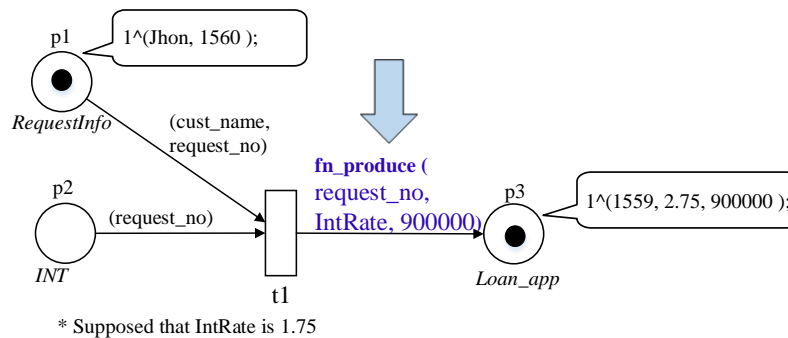 p1
1^(Jhon, 1560 );
RequestInfo
(cust_name,
request_no)
fn_produce (
request_no,
IntRate, 900000)
p2
(request_no)
INT
t1
p3
1^(1559, 2.75, 900000 );
Loan_app
* Supposed that IntRate is 1.75